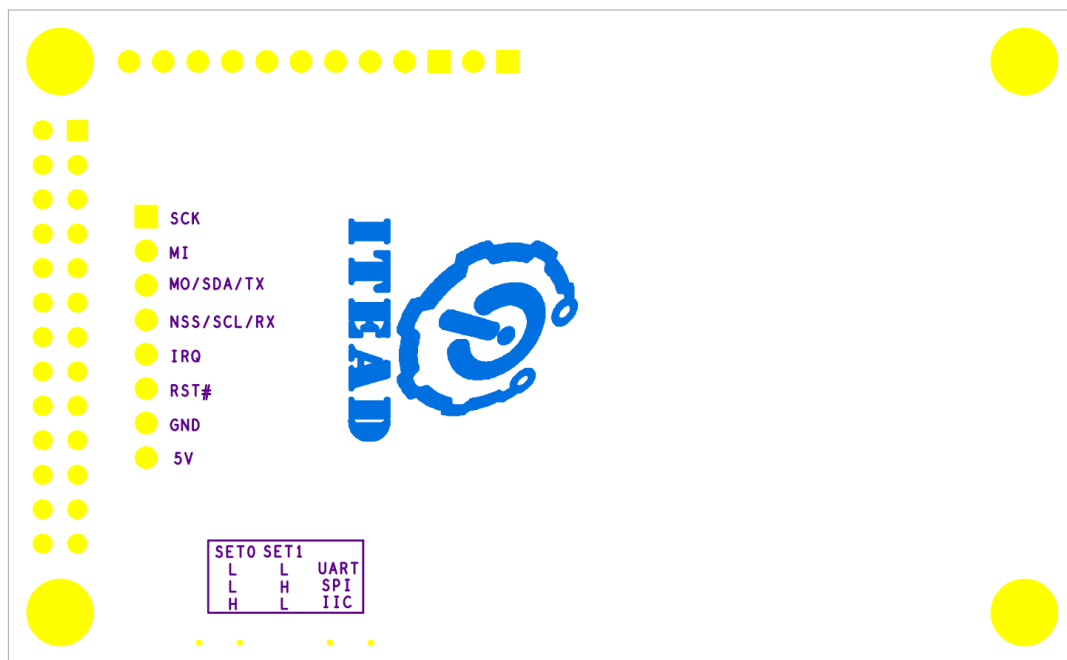 SCK
MI
MO/SDA/TX
NSS/SCL/RX
IRQ
RST#
GND
5V
ITEAD
SET0 SET1
L L UART
L H SPI
H L IIC